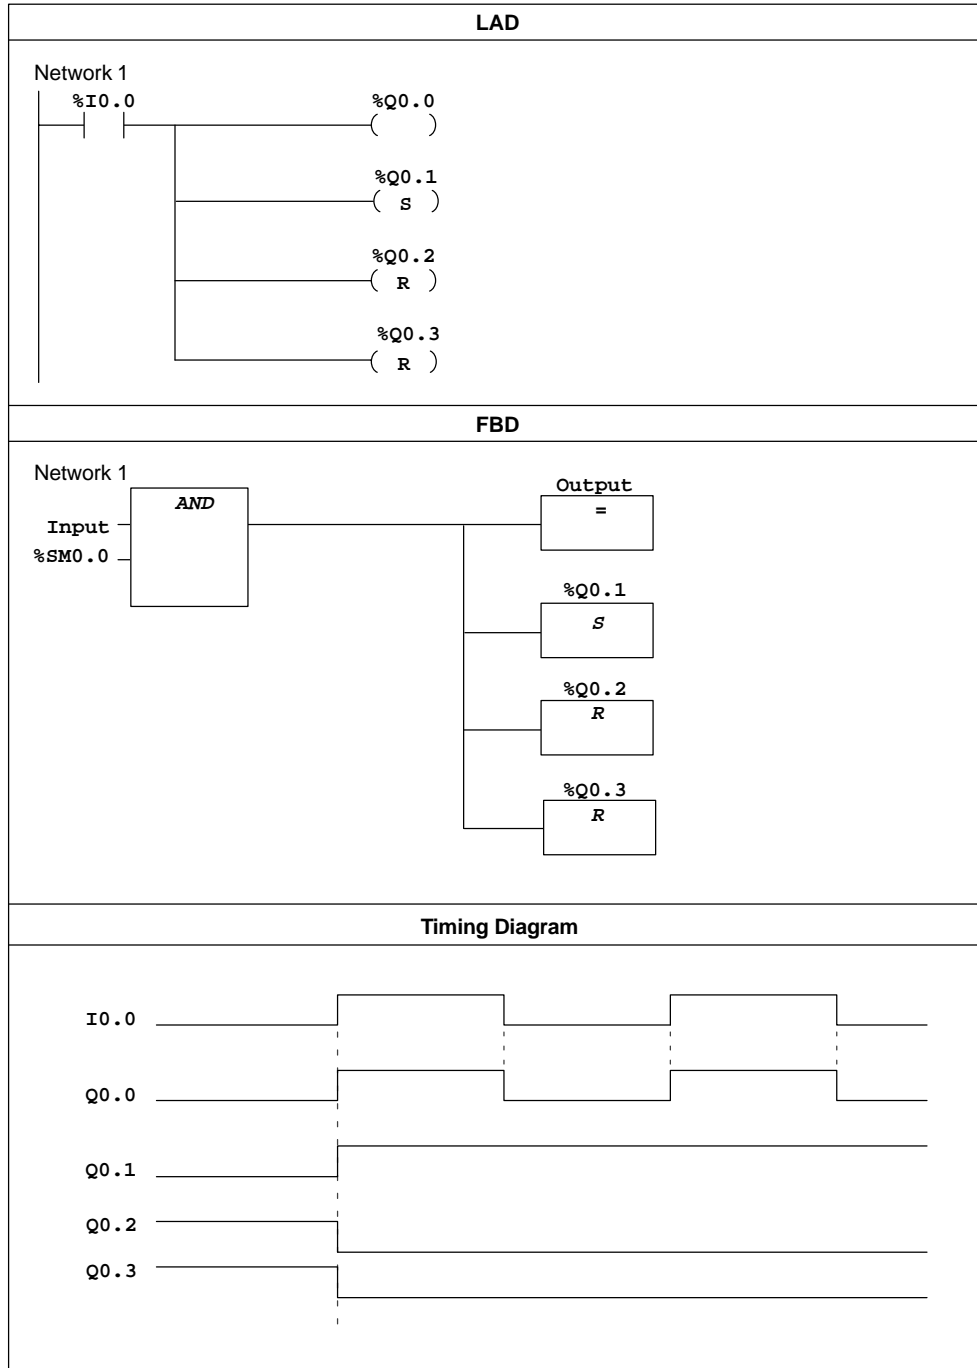 LAD
Network 1
%I0.0 %Q0.0
%Q0.1
S
%Q0.2
R
%Q0.3
R
FBD
Network 1
AND
Input
%SM0.0
Output
=
%Q0.1
S
%Q0.2
R
%Q0.3
R
Timing Diagram
I0.0
Q0.0
Q0.1
Q0.2
Q0.3